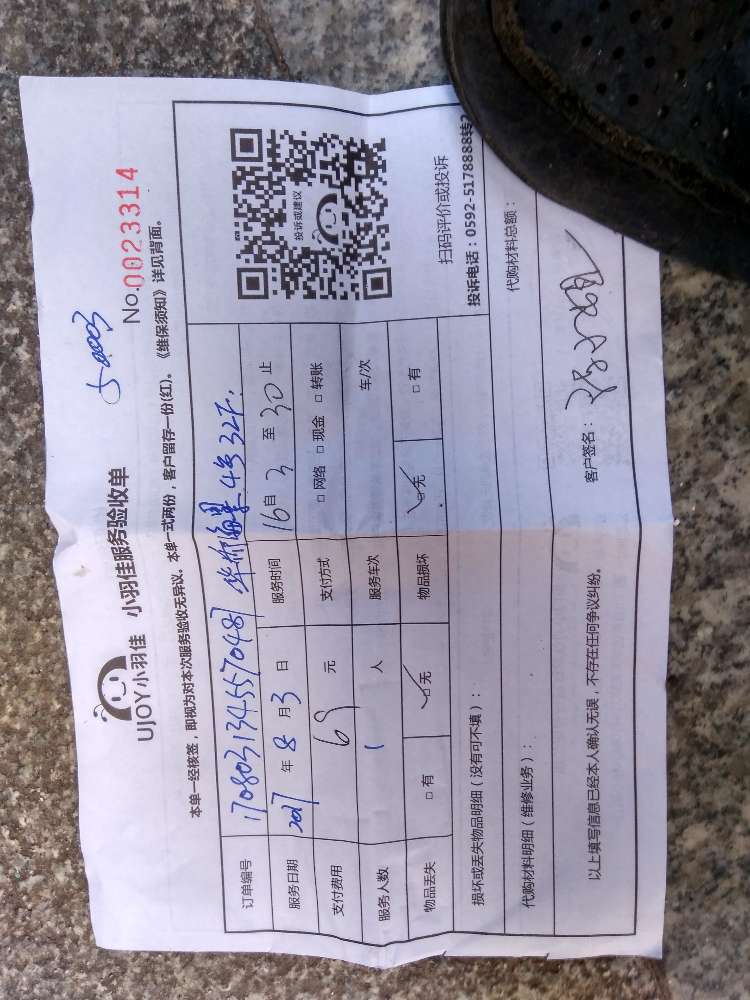 UJOY小羽佳 小羽佳服务验收单
No.0023314
本单一经核签，即视为对本次服务验收无异议。本单一式两份，客户留存一份(红)。《维保须知》详见背面。
订单编号 170803134557048
服务日期 2017 年 8 月 3 日 服务时间 16 自 3 至 30 止
支付费用 69 元 支付方式 □ 网络 □ 现金 □ 转账
服务人数 1 人 服务车次 车/次
物品丢失 □ 有 □ 无 物品损坏 □ 无 □ 有
投诉或建议
扫码评价或投诉
投诉电话：0592-5178888转2
损坏或丢失物品明细（没有可不填）：
代购材料明细（维修业务）： 代购材料总额：
以上填写信息已经本人确认无误，不存在任何争议纠纷。 客户签名：